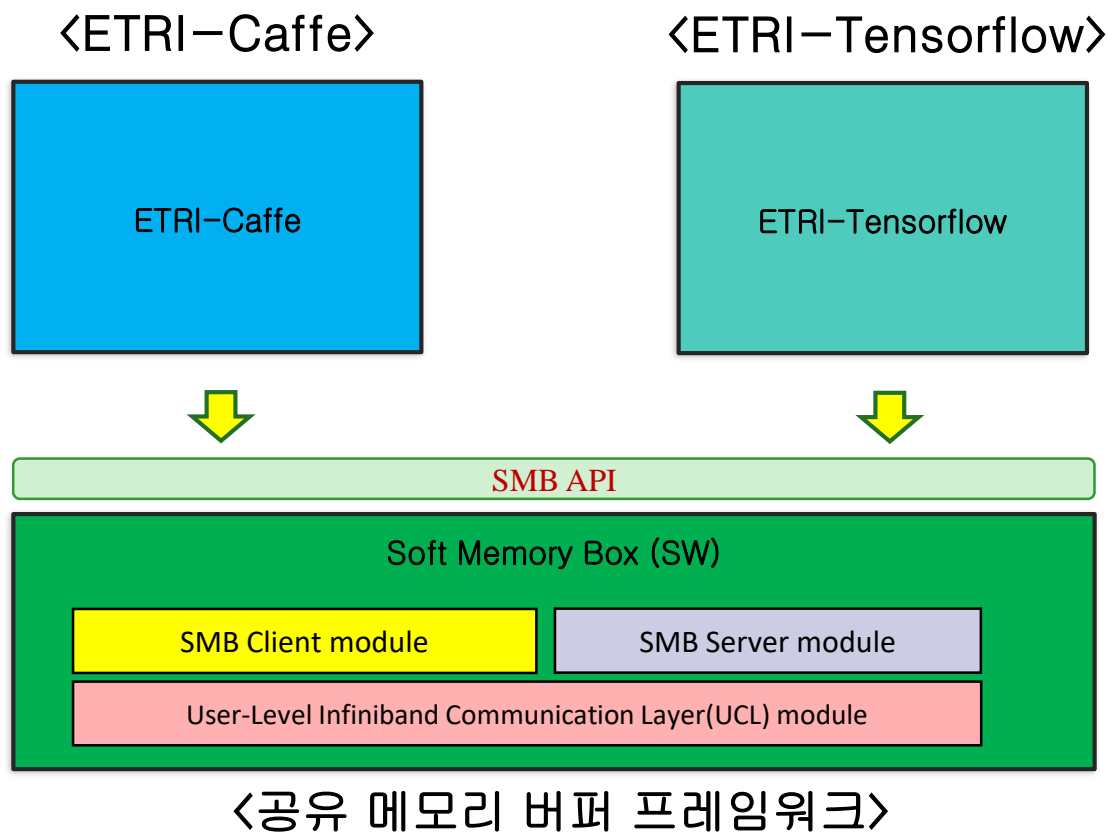 <ETRI-Caffe>
<ETRI-Tensorflow>
ETRI-Caffe
ETRI-Tensorflow
SMB API
Soft Memory Box (SW)
SMB Client module
SMB Server module
User-Level Infiniband Communication Layer(UCL) module
<공유 메모리 버퍼 프레임워크>